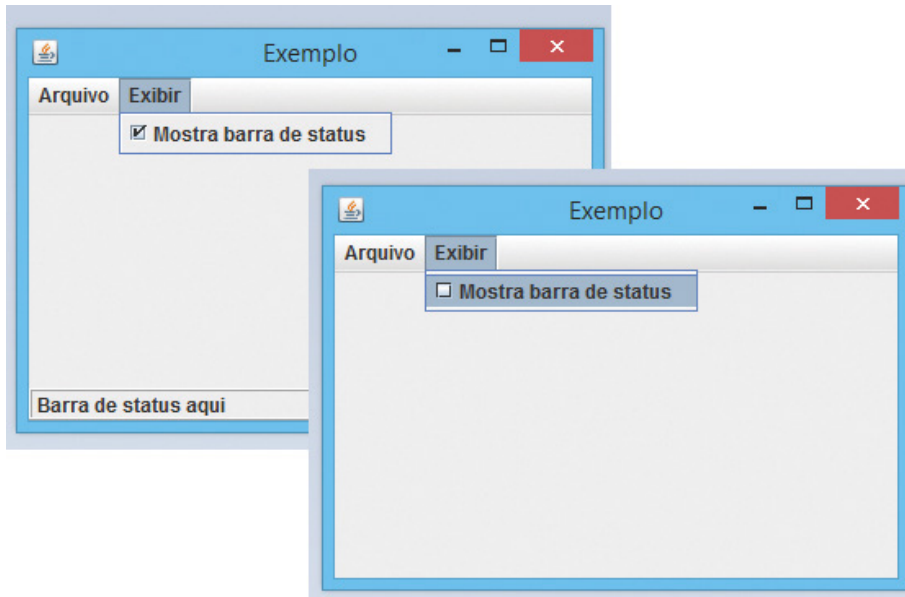 Exemplo
Arquivo Exibir
Mostra barra de status
Barra de status aqui
Exemplo
Arquivo Exibir
Mostra barra de status